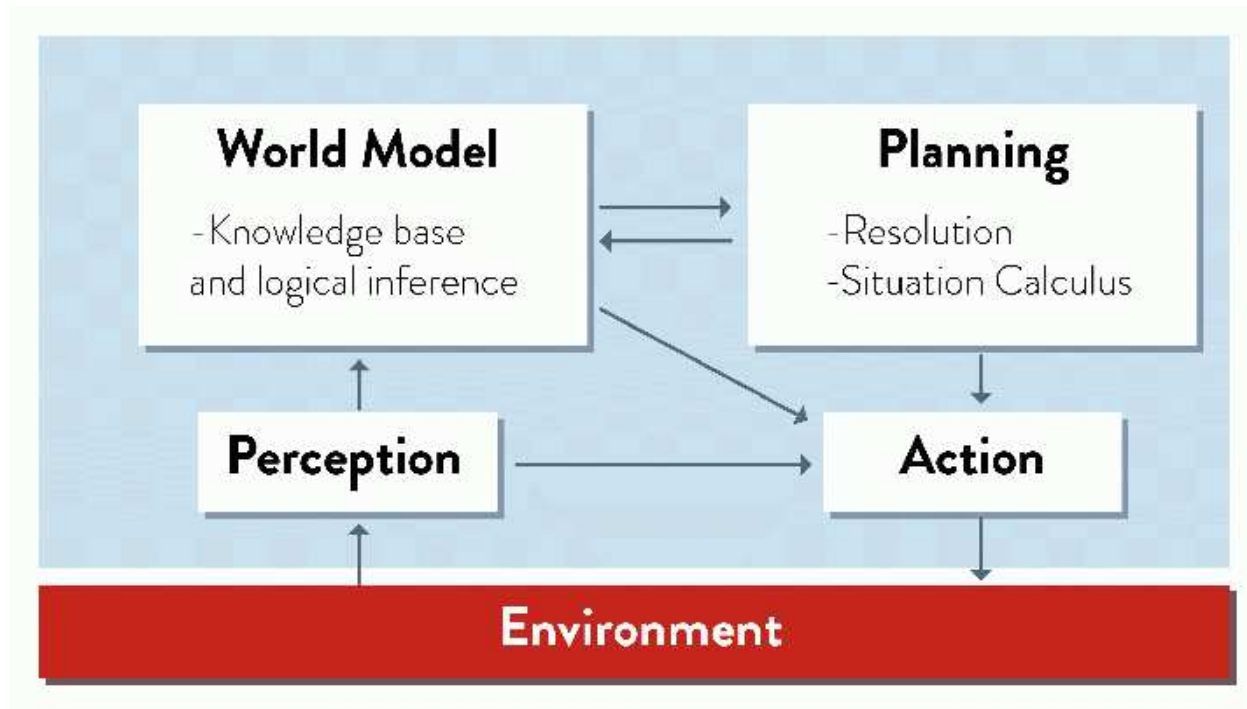 World Model
-Knowledge base
and logical inference
Planning
-Resolution
-Situation Calculus
Perception
Action
Environment